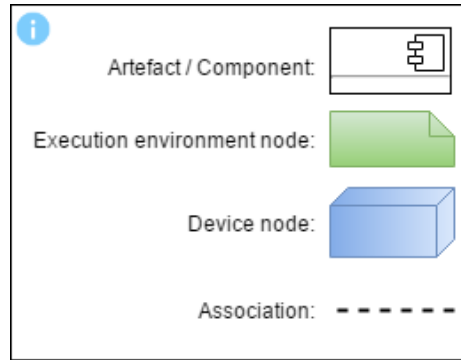 i
Artefact / Component:
Execution environment node:
Device node:
Association: